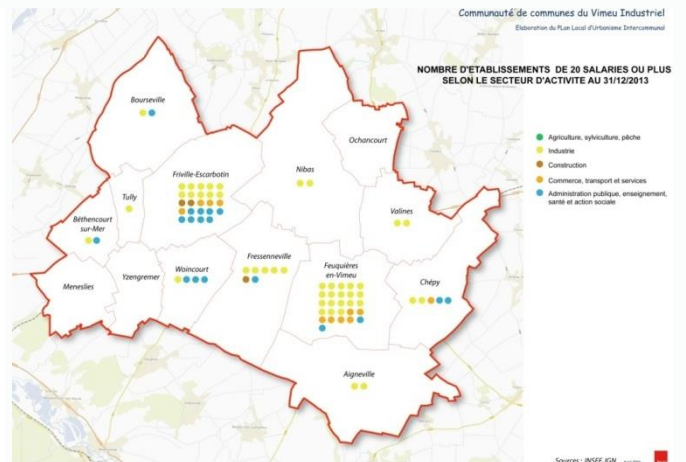 Communauté de communes du Vimeu Industriel
Elaboration du PLan Local d'Urbanisme Intercommunal
NOMBRE D'ETABLISSEMENTS DE 20 SALARIES OU PLUS
SELON LE SECTEUR D'ACTIVITE AU 31/12/2013
Agriculture, sylviculture, pêche
Industrie
Construction
Commerce, transport et services
Administration publique, enseignement,
santé et action sociale
Bourseville
Ochancourt
Friville-Escarbotin
Nibas
Tully
Béthencourt
sur-Mer
Valines
Fressenneville
Feuquières
en-Vimeu
Woincourt
Yzengremer
Meneslies
Chépy
Aigneville
Sources : INSEE, IGN